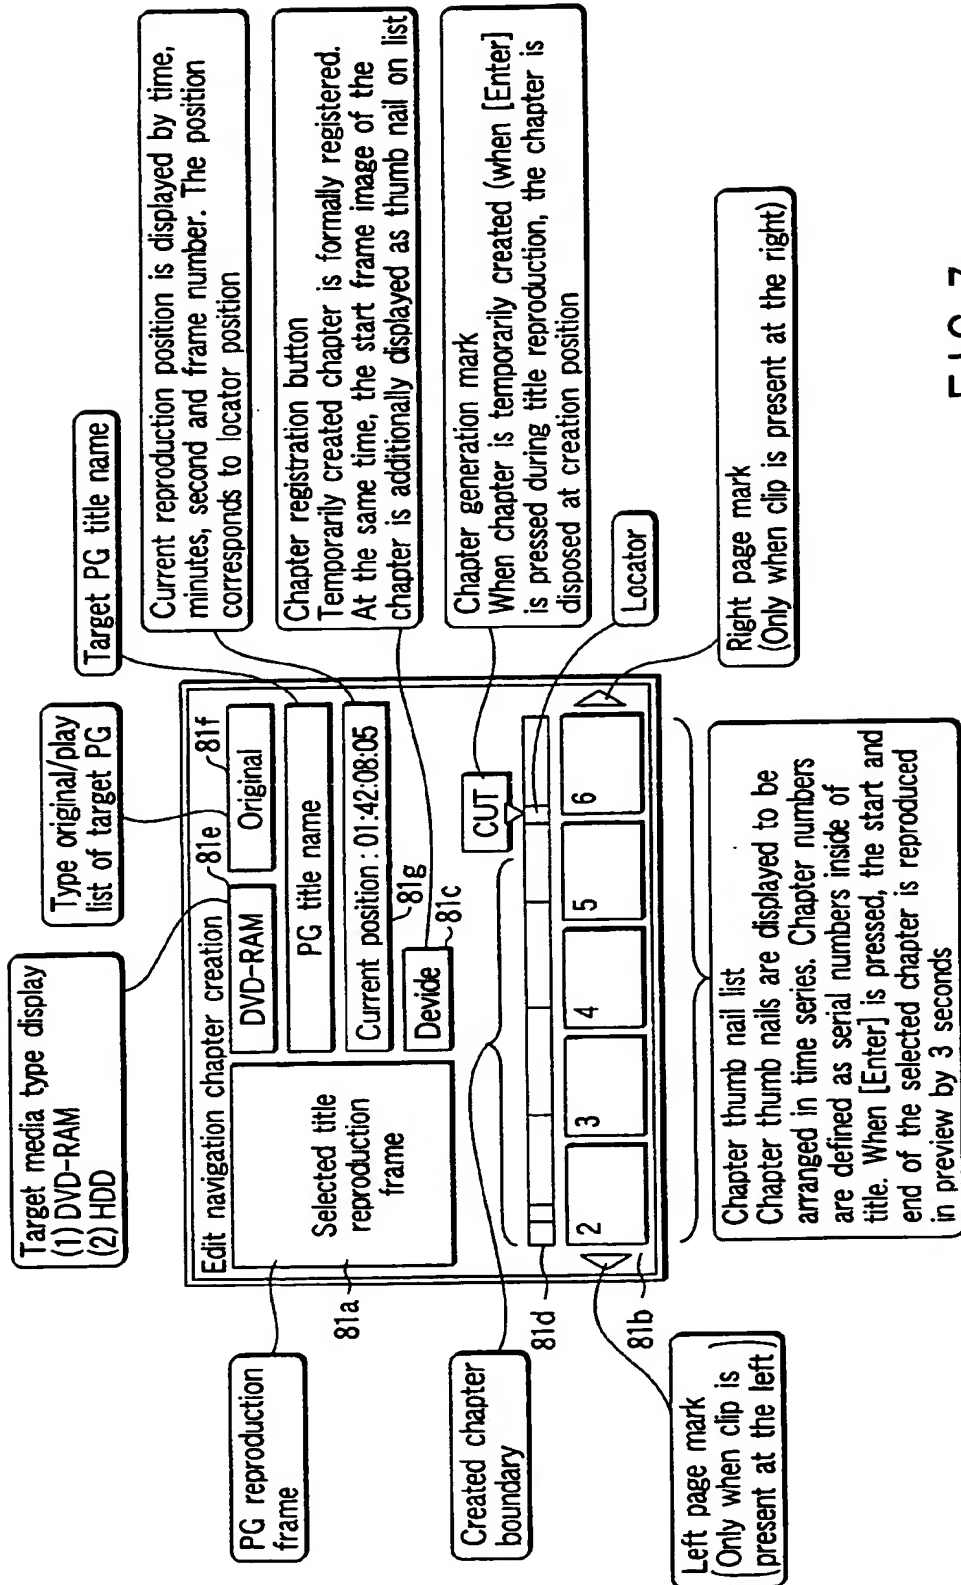 Target media type display
(1) DVD-RAM
(2) HDD
Type original/play
list of target PG
Target PG title name
Current reproduction position is displayed by time,
minutes, second and frame number. The position
corresponds to locator position
Chapter registration button
Temporarily created chapter is formally registered.
At the same time, the start frame image of the
chapter is additionally displayed as thumb nail on list
Chapter generation mark
When chapter is temporarily created (when [Enter]
is pressed during title reproduction, the chapter is
disposed at creation position
Locator
Right page mark
(Only when clip is present at the right)
PG reproduction
frame
Created chapter
boundary
Left page mark
(Only when clip is
present at the left)
Edit navigation chapter creation
81e
81f
DVD-RAM
Original
PG title name
Current position : 01:42:08:05
81g
Devide
81c
Selected title
reproduction
frame
81a
CUT
81d
2
3
4
5
6
81b
Chapter thumb nail list
Chapter thumb nails are displayed to be
arranged in time series. Chapter numbers
are defined as serial numbers inside of
title. When [Enter] is pressed, the start and
end of the selected chapter is reproduced
in preview by 3 seconds